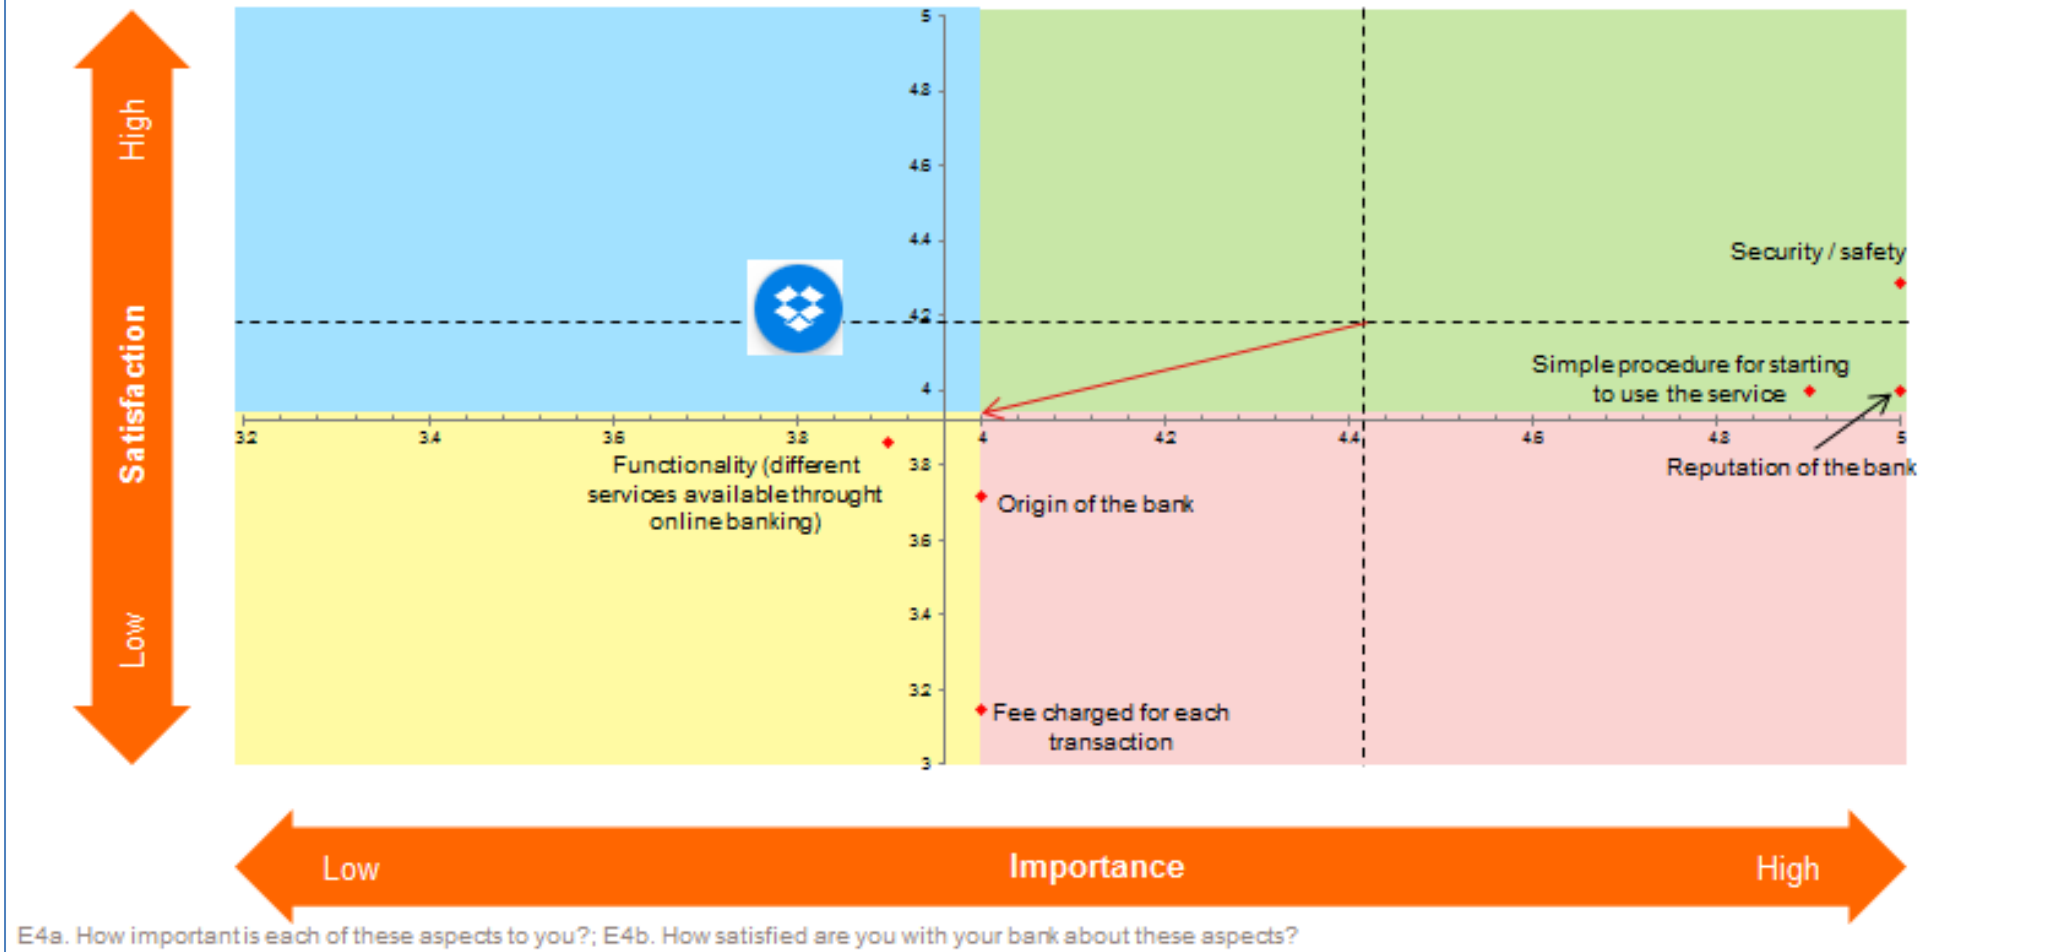 High
Satisfaction
Low
5
4.8
4.6
4.4
4.2
4
3.8
3.6
3.4
3.2
3
3.2
3.4
3.6
3.8
4
4.2
4.4
4.6
4.8
5
Security / safety
Simple procedure for starting
to use the service
Reputation of the bank
Functionality (different
services available throught
online banking)
Origin of the bank
Fee charged for each
transaction
Low
Importance
High
E4a. How important is each of these aspects to you?; E4b. How satisfied are you with your bank about these aspects?